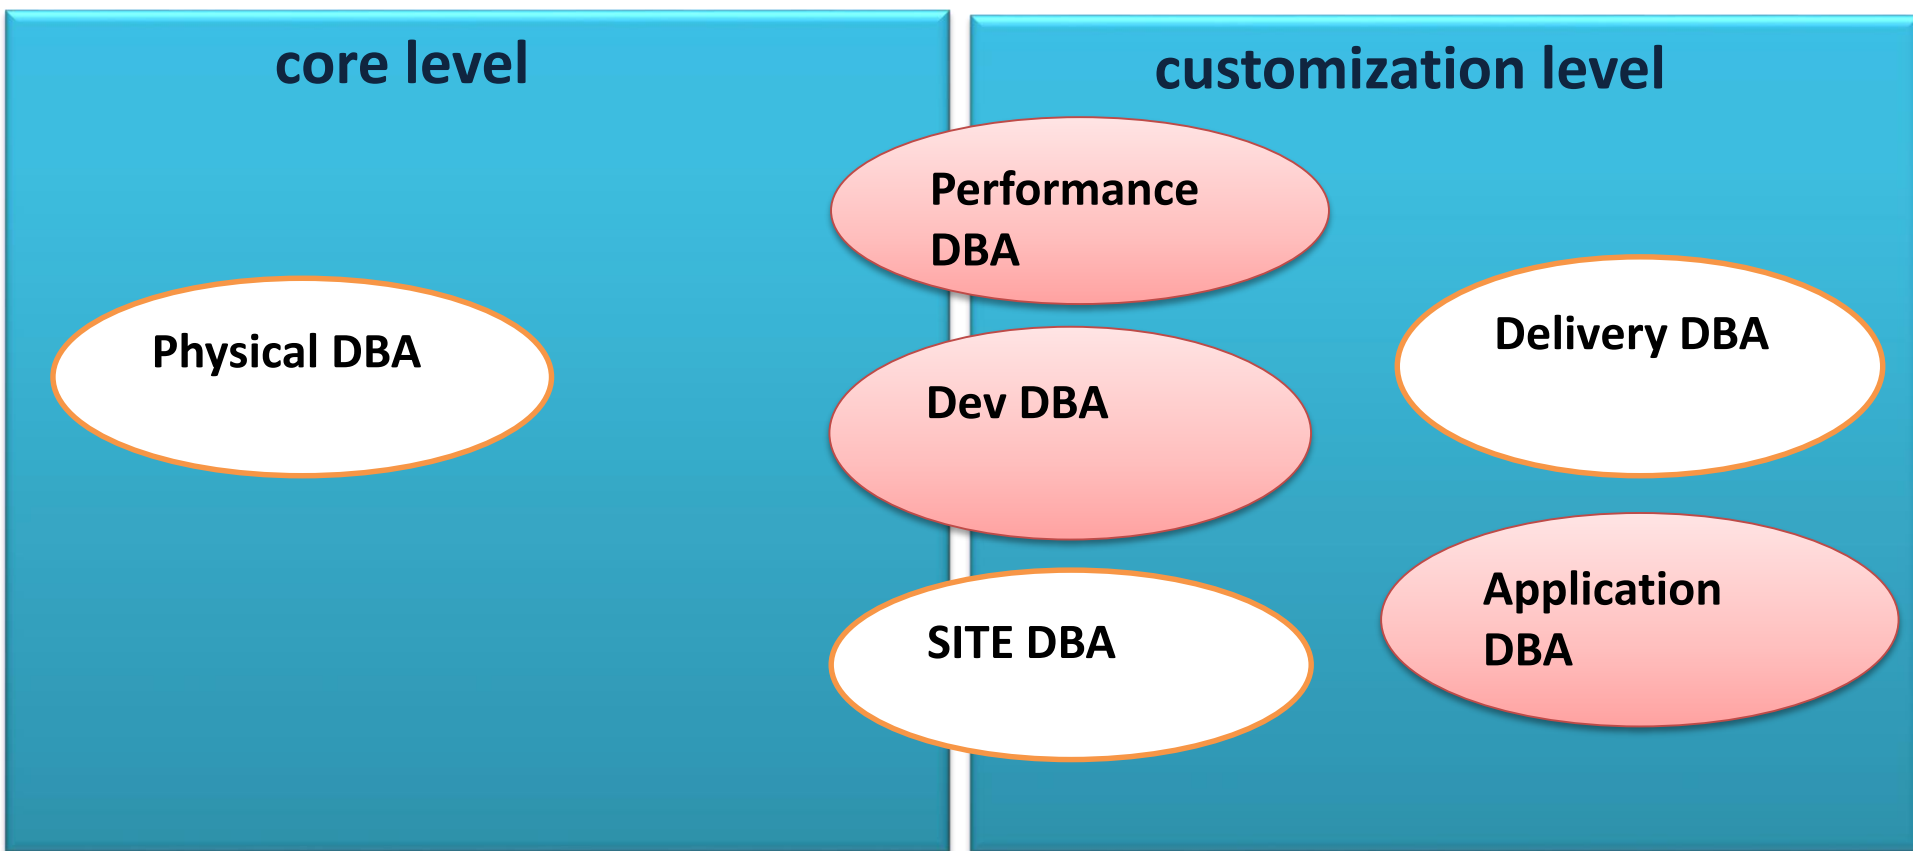 core level
customization level
Performance
DBA
Physical DBA
Delivery DBA
Dev DBA
Application
DBA
SITE DBA